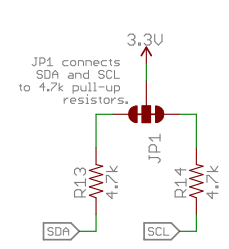 3.3V
JP1 connects
SDA and SCL
to 4.7k pull-up
resistors.
JP1
R13
4.7k
R14
4.7k
SDA
SCL